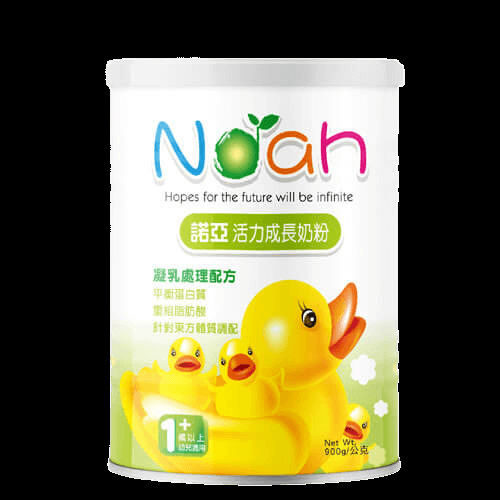 Noah
Hopes for the future will be infinite
諾亞 活力成長奶粉
凝乳處理配方
平衡蛋白質
重組脂肪酸
針對東方體質調配
1+
歲以上
幼兒適用
Net Wt.
900g/公克